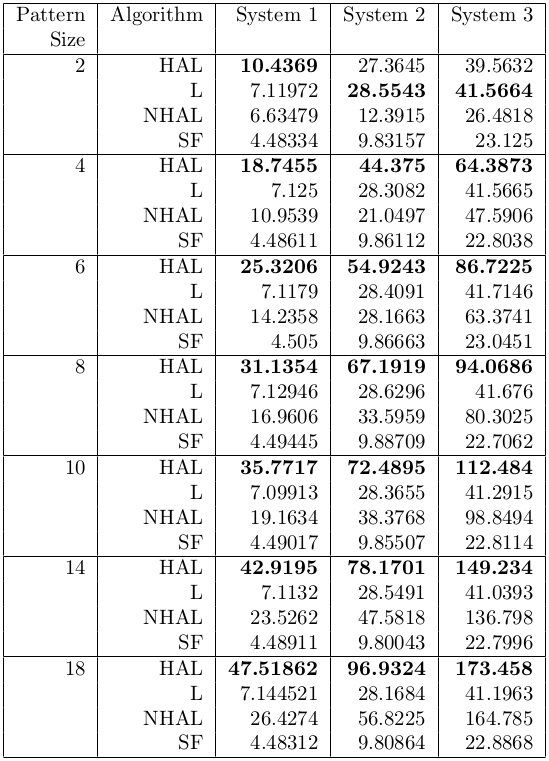 Pattern Algorithm System 1 System 2 System 3
Size
2 HAL 10.4369 27.3645 39.5632
L 7.11972 28.5543 41.5664
NHAL 6.63479 12.3915 26.4818
SF 4.48334 9.83157 23.125
4 HAL 18.7455 44.375 64.3873
L 7.125 28.3082 41.5665
NHAL 10.9539 21.0497 47.5906
SF 4.48611 9.86112 22.8038
6 HAL 25.3206 54.9243 86.7225
L 7.1179 28.4091 41.7146
NHAL 14.2358 28.1663 63.3741
SF 4.505 9.86663 23.0451
8 HAL 31.1354 67.1919 94.0686
L 7.12946 28.6296 41.676
NHAL 16.9606 33.5959 80.3025
SF 4.49445 9.88709 22.7062
10 HAL 35.7717 72.4895 112.484
L 7.09913 28.3655 41.2915
NHAL 19.1634 38.3768 98.8494
SF 4.49017 9.85507 22.8114
14 HAL 42.9195 78.1701 149.234
L 7.1132 28.5491 41.0393
NHAL 23.5262 47.5818 136.798
SF 4.48911 9.80043 22.7996
18 HAL 47.51862 96.9324 173.458
L 7.144521 28.1684 41.1963
NHAL 26.4274 56.8225 164.785
SF 4.48312 9.80864 22.8868